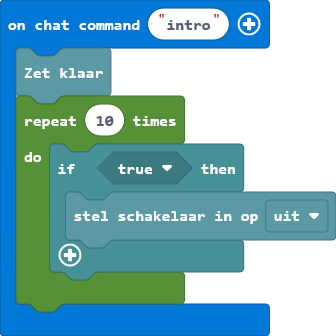 on chat command "intro"
Zet klaar
repeat 10 times
do
if true then
stel schakelaar in op uit